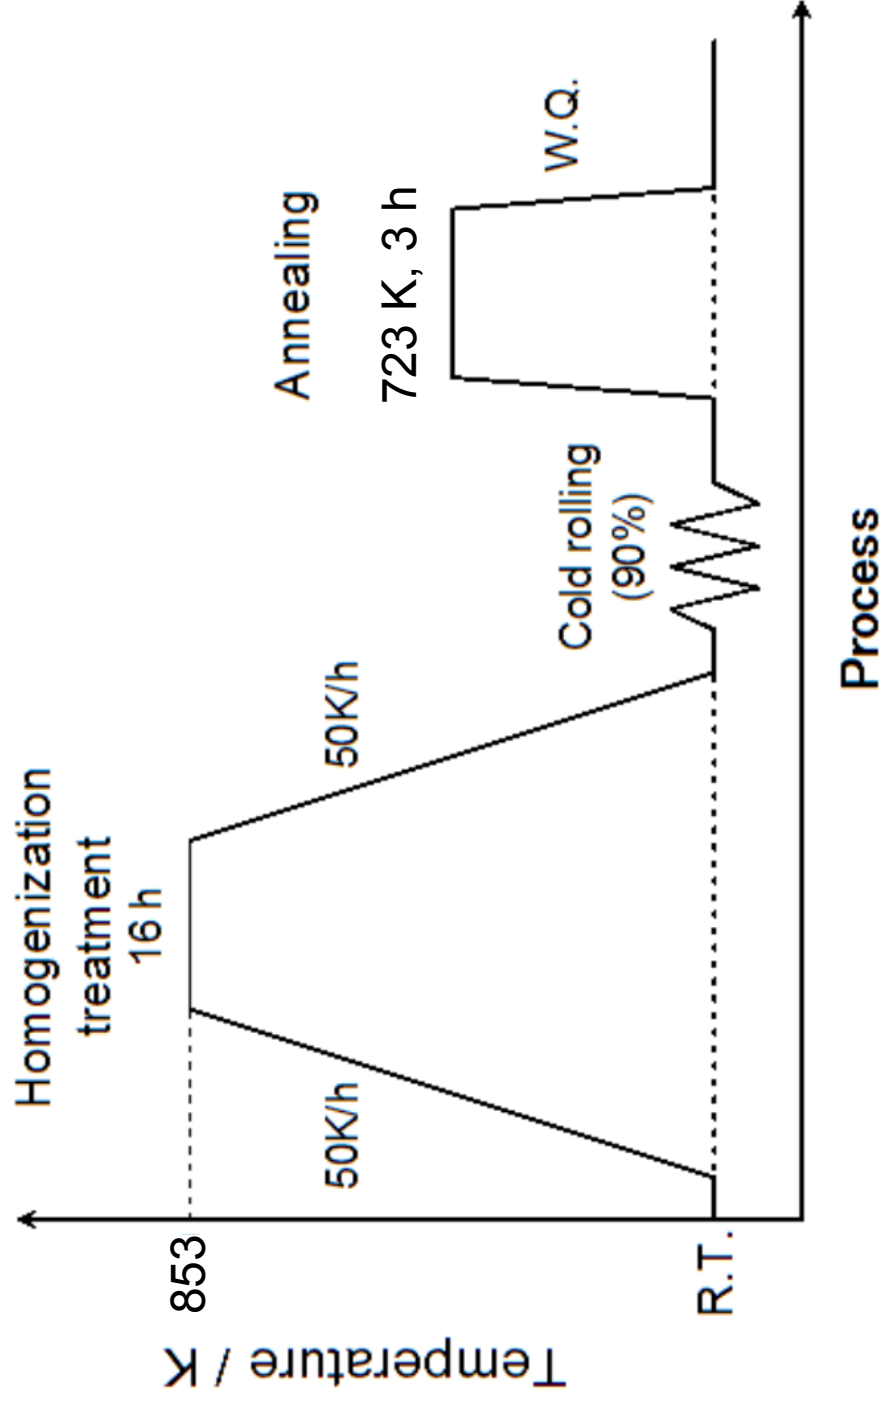 Homogenization
treatment
16 h
50K/h
50K/h
Cold rolling
(90%)
Annealing
723 K, 3 h
W.Q.
853
R.T.
Temperature / K
Process